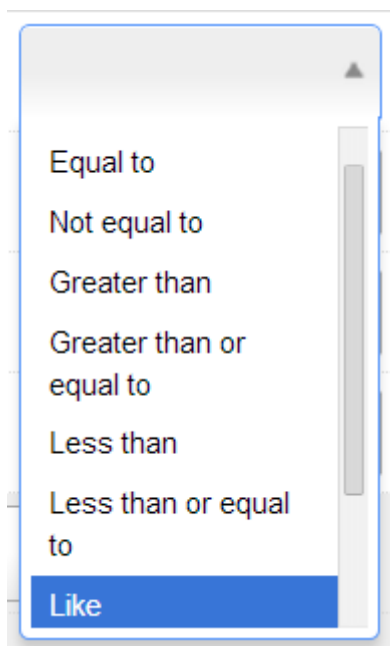 Equal to
Not equal to
Greater than
Greater than or
equal to
Less than
Less than or equal
to
Like